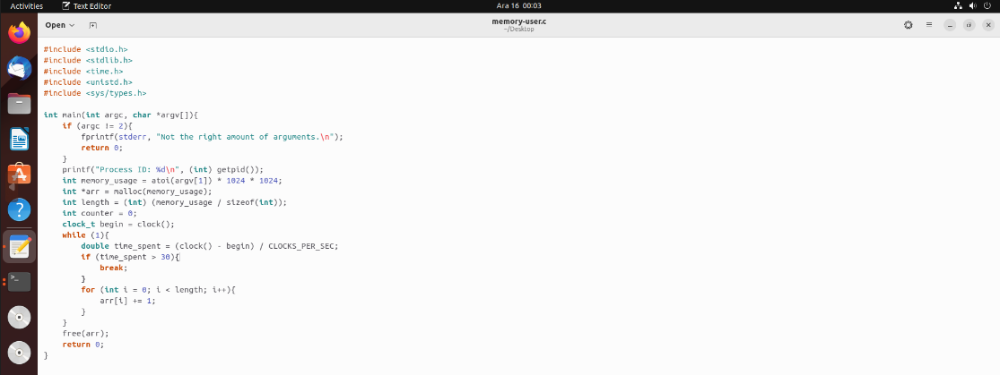 Activities
Text Editor
Ara 16 00:03
Open
memory-user.c
~/Desktop
#include <stdio.h>
#include <stdlib.h>
#include <time.h>
#include <unistd.h>
#include <sys/types.h>
int main(int argc, char *argv[]){
    if (argc != 2){
        fprintf(stderr, "Not the right amount of arguments.\n");
        return 0;
    }
    printf("Process ID: %d\n", (int) getpid());
    int memory_usage = atoi(argv[1]) * 1024 * 1024;
    int *arr = malloc(memory_usage);
    int length = (int) (memory_usage / sizeof(int));
    int counter = 0;
    clock_t begin = clock();
    while (1){
        double time_spent = (clock() - begin) / CLOCKS_PER_SEC;
        if (time_spent > 30){
            break;
        }
        for (int i = 0; i < length; i++){
            arr[i] += 1;
        }
    }
    free(arr);
    return 0;
}